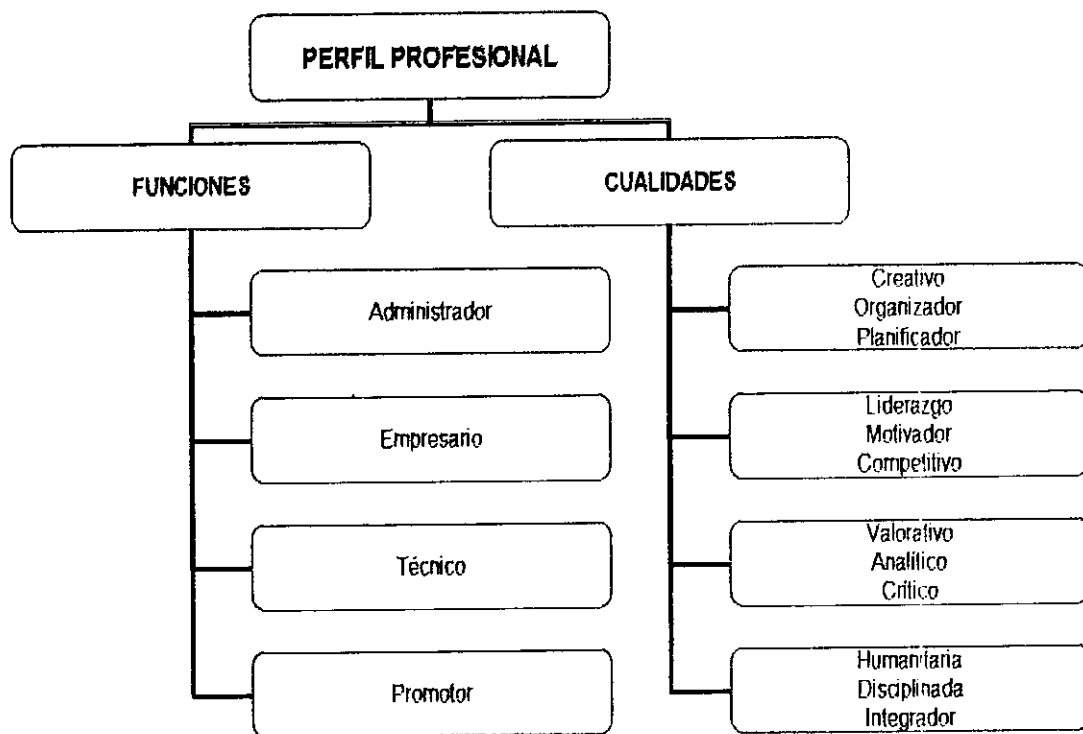 PERFIL PROFESIONAL
FUNCIONES
CUALIDADES
Administrador
Creativo
Organizador
Planificador
Empresario
Liderazgo
Motivador
Competitivo
Técnico
Valorativo
Analítico
Crítico
Promotor
Humanitaria
Disciplinada
Integrador